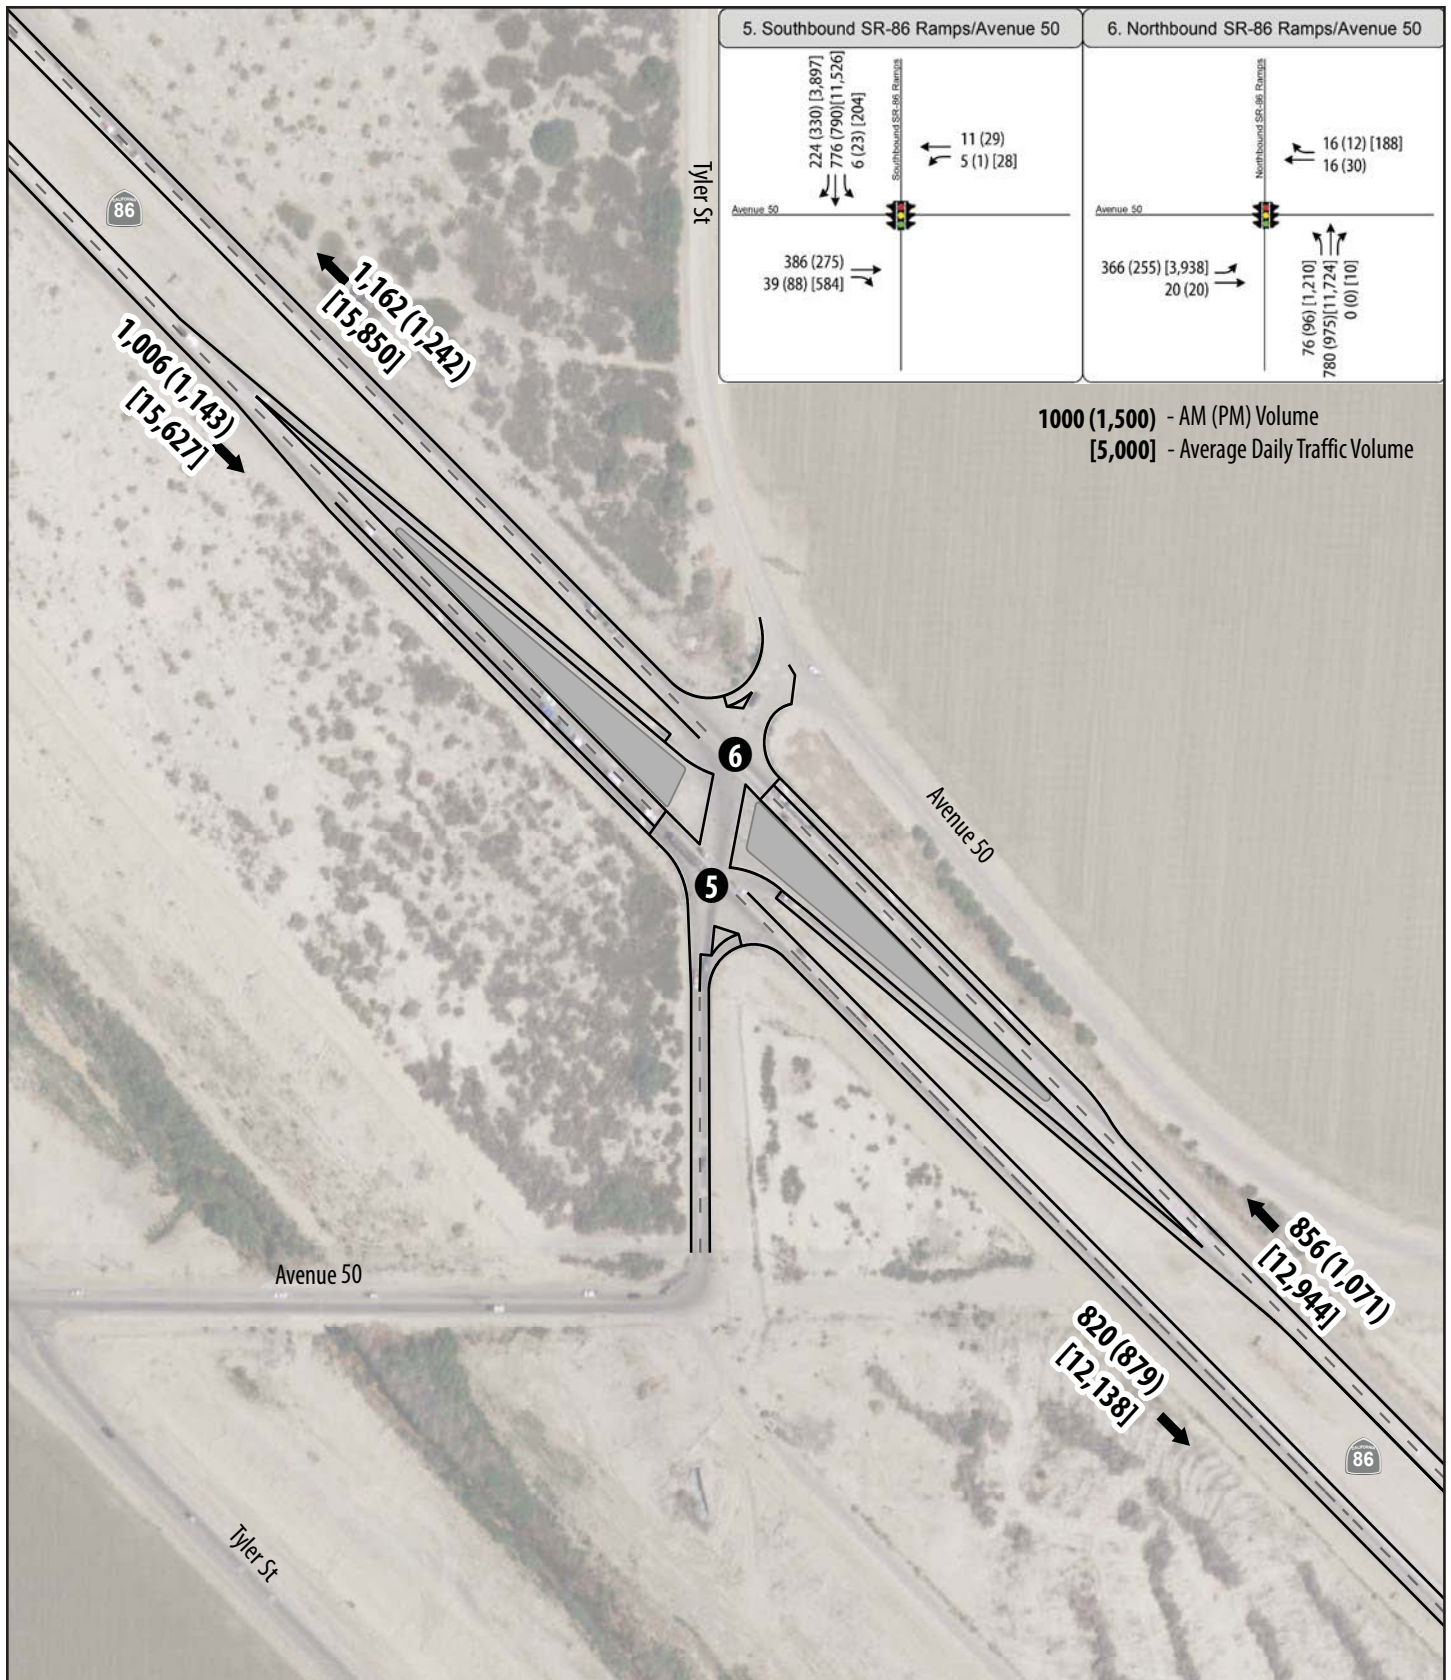 5. Southbound SR-86 Ramps/Avenue 50
224 (330) [3,897]
776 (790)[11,526]
6 (23) [204]
Southbound SR-86 Ramps
11 (29)
5 (1) [28]
Avenue 50
386 (275)
39 (88) [584]
6. Northbound SR-86 Ramps/Avenue 50
Northbound SR-86 Ramps
16 (12) [188]
16 (30)
Avenue 50
366 (255) [3,938]
20 (20)
76 (96) [1,210]
780 (975)[11,724]
0 (0) [10]
1000 (1,500) - AM (PM) Volume
[5,000] - Average Daily Traffic Volume
Tyler St
CALIFORNIA
86
1,162 (1,242)
[15,850]
1,006 (1,143)
[15,627]
6
5
Avenue 50
856 (1,071)
[12,944]
Avenue 50
820 (879)
[12,138]
CALIFORNIA
86
Tyler St